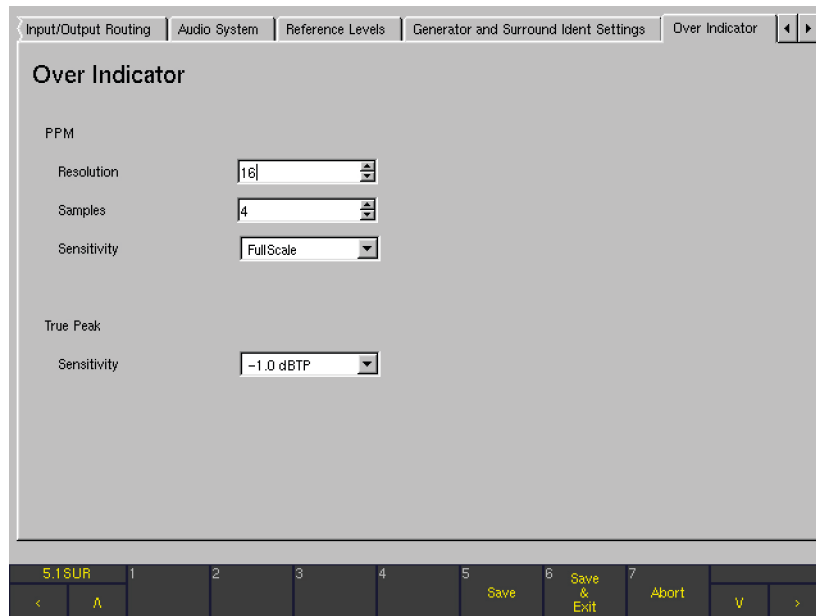 Input/Output Routing Audio System Reference Levels Generator and Surround Ident Settings Over Indicator
Over Indicator
PPM
Resolution 16
Samples 4
Sensitivity FullScale
True Peak
Sensitivity -1.0 dBTP
5.1SUR 1 2 3 4 5 6 7
Save Save & Exit Abort
< Λ V >